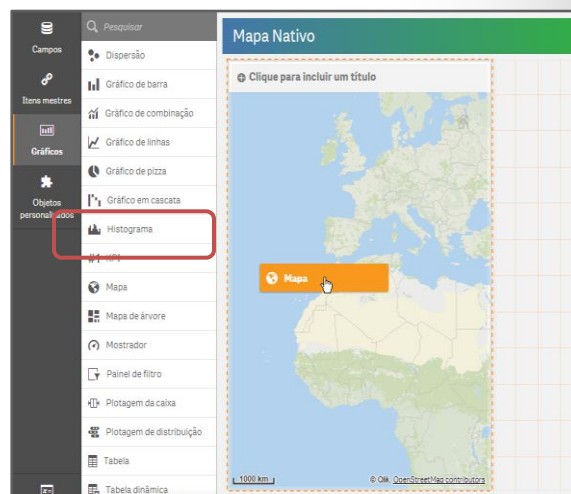 Campos
Itens mestres
Gráficos
Objetos
personalizados
Pesquisar
Dispersão
Gráfico de barra
Gráfico de combinação
Gráfico de linhas
Gráfico de pizza
Gráfico em cascata
Histograma
#1 KPI
Mapa
Mapa de árvore
Mostrador
Painel de filtro
Plotagem da caixa
Plotagem de distribuição
Tabela
Tabela dinâmica
Mapa Nativo
Clique para incluir um título
Mapa
1000 km
© Qlik, OpenStreetMap contributors